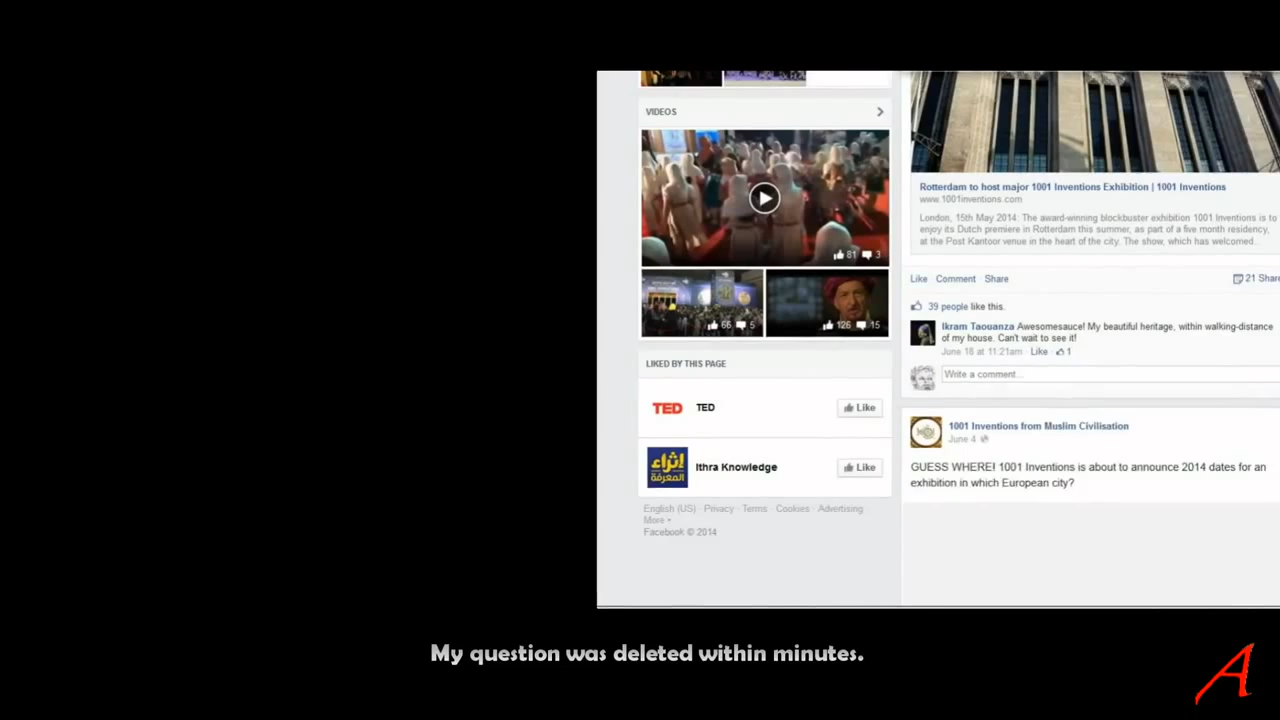 VIDEOS
81 3
66 5
126 15
LIKED BY THIS PAGE
TED TED Like
إثراء
المعرفة
Ithra Knowledge Like
English (US) · Privacy · Terms · Cookies · Advertising
More
Facebook © 2014
Rotterdam to host major 1001 Inventions Exhibition | 1001 Inventions
www.1001inventions.com
London, 15th May 2014: The award-winning blockbuster exhibition 1001 Inventions is to
enjoy its Dutch premiere in Rotterdam this summer, as part of a five month residency,
at the Post Kantoor venue in the heart of the city. The show, which has welcomed...
Like · Comment · Share 21 Share
39 people like this.
Ikram Taouanza Awesomesauce! My beautiful heritage, within walking-distance
of my house. Can't wait to see it!
June 18 at 11:21am · Like · 1
Write a comment...
1001 Inventions from Muslim Civilisation
June 4
GUESS WHERE! 1001 Inventions is about to announce 2014 dates for an
exhibition in which European city?
My question was deleted within minutes.
A